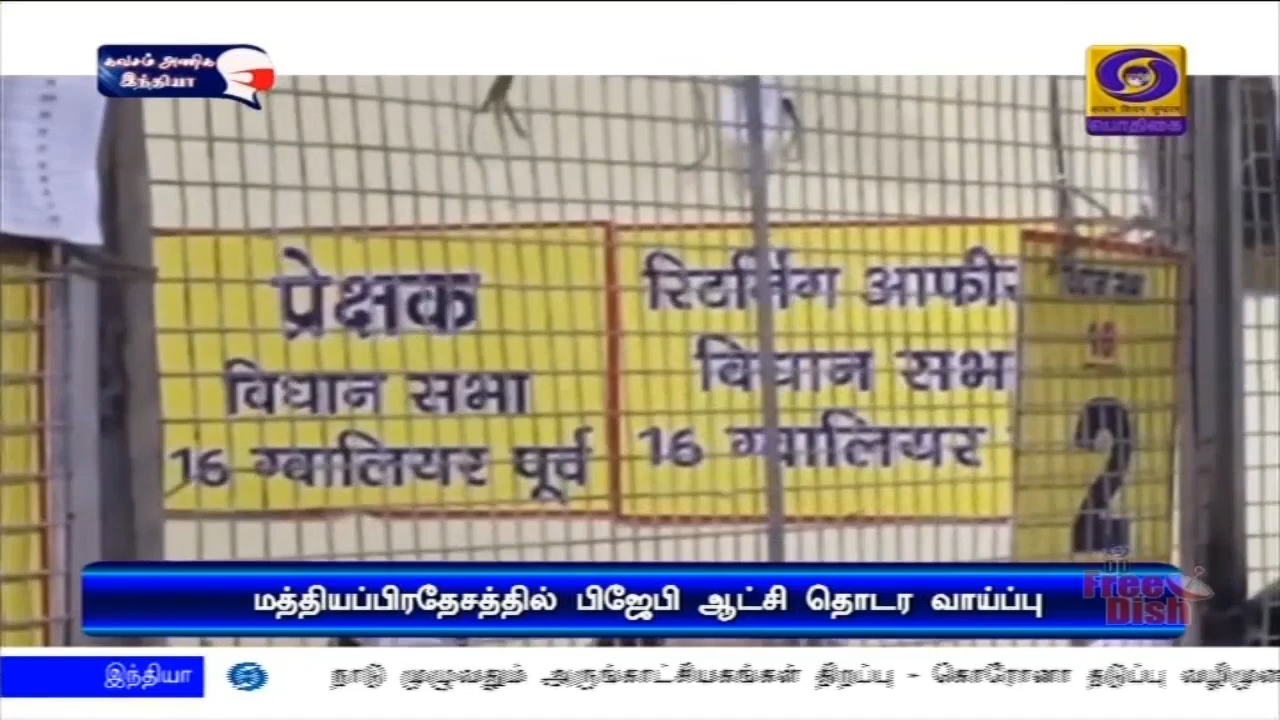 கவசம் அணிக
இந்தியா
பொதிகை
प्रेक्षक
विधान सभा
16 ग्वालियर पूर्व
रिटर्निंग आफीस
विधान सभ
16 ग्वालियर
16
2
மத்தியப்பிரதேசத்தில் பிஜேபி ஆட்சி தொடர வாய்ப்பு
Free
Dish
இந்தியா
நாடு முழுவதும் அருங்காட்சியகங்கள் திறப்பு - கொரோனா தடுப்பு வழிமுறை